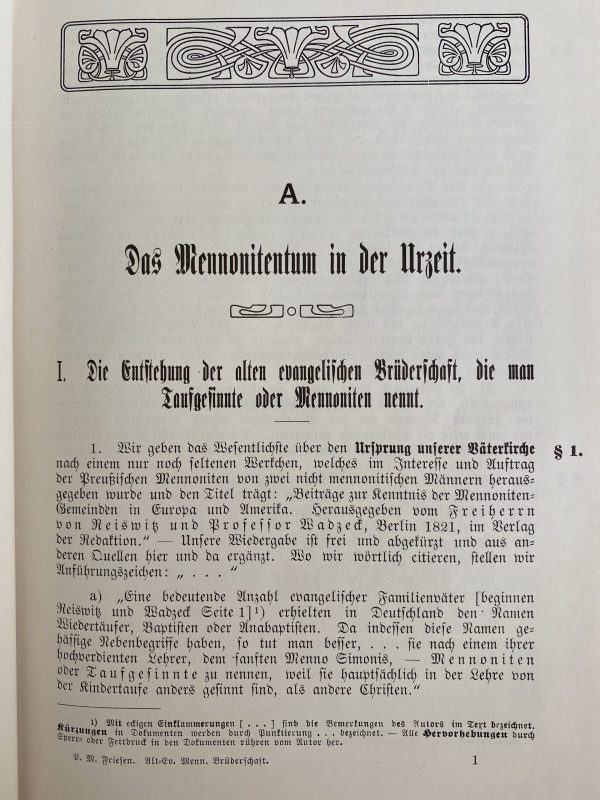 A.
Das Mennonitentum in der Urzeit.
I. Die Entstehung der alten evangelischen Brüderschaft, die man
Taufgesinnte oder Mennoniten nennt.
1. Wir geben das Wesentlichste über den Ursprung unserer Väterkirche § 1.
nach einem nur noch seltenen Werkchen, welches im Interesse und Auftrag
der Preußischen Mennoniten von zwei nicht mennonitischen Männern heraus-
gegeben wurde und den Titel trägt: „Beiträge zur Kenntnis der Mennoniten-
Gemeinden in Europa und Amerika. Herausgegeben vom Freiherrn
von Reiswitz und Professor Wadzeck, Berlin 1821, im Verlag
der Redaktion.“ — Unsere Wiedergabe ist frei und abgekürzt und aus an-
deren Quellen hier und da ergänzt. Wo wir wörtlich citieren, stellen wir
Anführungszeichen: „ . . . “
a) „Eine bedeutende Anzahl evangelischer Familienväter [beginnen
Reiswitz und Wadzeck Seite 1]¹) erhielten in Deutschland den Namen
Wiedertäufer, Baptisten oder Anabaptisten. Da indessen diese Namen ge-
hässige Nebenbegriffe haben, so tut man besser, . . . sie nach einem ihrer
hochverdienten Lehrer, dem sanften Menno Simonis, — Mennoniten
oder Taufgesinnte zu nennen, weil sie hauptsächlich in der Lehre von
der Kindertaufe anders gesinnt sind, als andere Christen.“
¹) Mit eckigen Einklammerungen [. . .] sind die Bemerkungen des Autors im Text bezeichnet.
Kürzungen in Dokumenten werden durch Punktierung . . . bezeichnet. — Alle Hervorhebungen durch
Sperr- oder Fettdruck in den Dokumenten rühren vom Autor her.
P. M. Friesen. Alt-Ev. Menn. Brüderschaft. 1